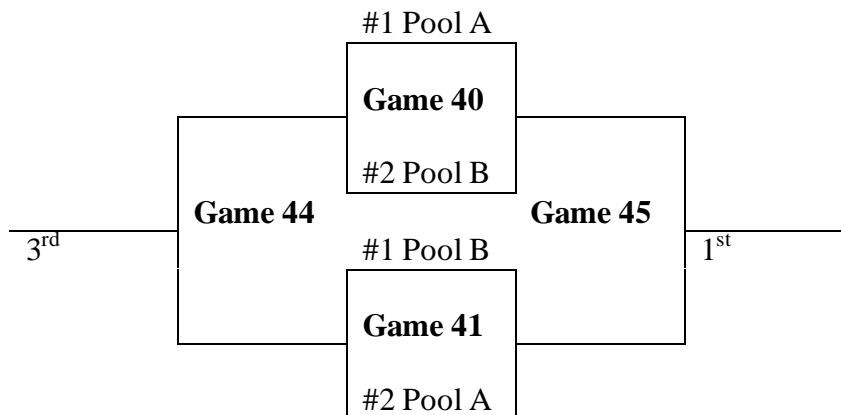 #1 Pool A
Game 40
#2 Pool B
Game 44
Game 45
3rd
#1 Pool B
1st
Game 41
#2 Pool A